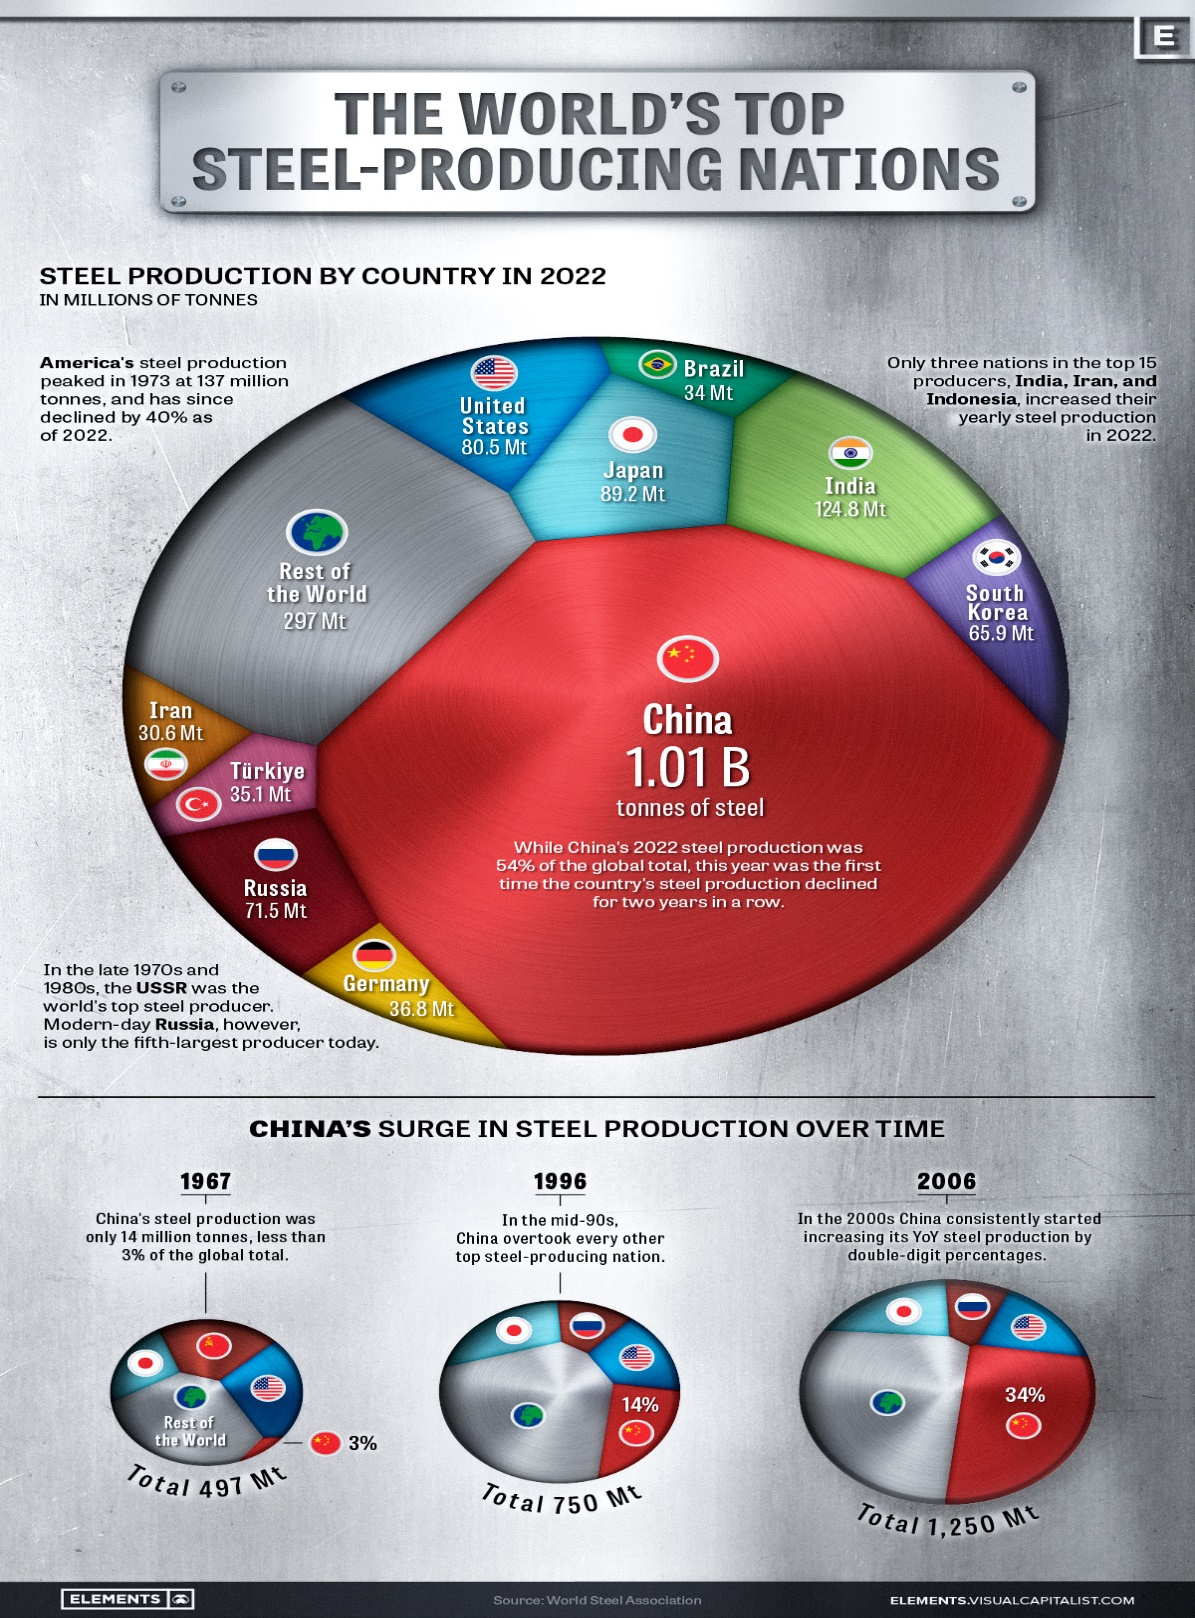 E
THE WORLD'S TOP
STEEL-PRODUCING NATIONS
STEEL PRODUCTION BY COUNTRY IN 2022
IN MILLIONS OF TONNES
America's steel production
peaked in 1973 at 137 million
tonnes, and has since
declined by 40% as
of 2022.
Only three nations in the top 15
producers, India, Iran, and
Indonesia, increased their
yearly steel production
in 2022.
United
States
80.5 Mt
Brazil
34 Mt
Japan
89.2 Mt
India
124.8 Mt
Rest of
the World
297 Mt
South
Korea
65.9 Mt
China
1.01 B
tonnes of steel
While China's 2022 steel production was
54% of the global total, this year was the first
time the country's steel production declined
for two years in a row.
Iran
30.6 Mt
Türkiye
35.1 Mt
Russia
71.5 Mt
Germany
36.8 Mt
In the late 1970s and
1980s, the USSR was the
world's top steel producer.
Modern-day Russia, however,
is only the fifth-largest producer today.
CHINA'S SURGE IN STEEL PRODUCTION OVER TIME
1967
China's steel production was
only 14 million tonnes, less than
3% of the global total.
Rest of
the World
3%
Total 497 Mt
1996
In the mid-90s,
China overtook every other
top steel-producing nation.
14%
Total 750 Mt
2006
In the 2000s China consistently started
increasing its YoY steel production by
double-digit percentages.
34%
Total 1,250 Mt
ELEMENTS
Source: World Steel Association
ELEMENTS.VISUALCAPITALIST.COM